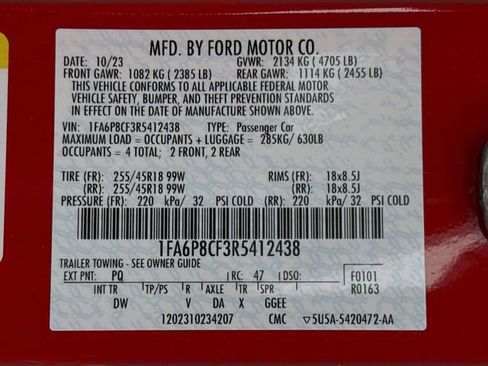 MFD. BY FORD MOTOR CO.
DATE: 10/23 GVWR: 2134 KG ( 4705 LB)
FRONT GAWR: 1082 KG ( 2385 LB) REAR GAWR: 1114 KG ( 2455 LB)
THIS VEHICLE CONFORMS TO ALL APPLICABLE FEDERAL MOTOR
VEHICLE SAFETY, BUMPER, AND THEFT PREVENTION STANDARDS
IN EFFECT ON THE DATE OF MANUFACTURE SHOWN ABOVE.
VIN: 1FA6P8CF3R5412438 TYPE: Passenger Car
MAXIMUM LOAD = OCCUPANTS + LUGGAGE = 285KG/ 630LB
OCCUPANTS = 4 TOTAL; 2 FRONT, 2 REAR
TIRE (FR): 255/45R18 99W RIMS (FR): 18x8.5J
(RR): 255/45R18 99W (RR): 18x8.5J
PRESSURE (FR): 220 kPa/ 32 PSI COLD (RR): 220 kPa/ 32 PSI COLD
1FA6P8CF3R5412438
TRAILER TOWING - SEE OWNER GUIDE
EXT PNT: PQ RC: 47 DSO: F0101
INT TR TP/PS R AXLE TR SPR R0163
DW V DA X GGEE
1202310234207 CMC 5U5A-5420472-AA